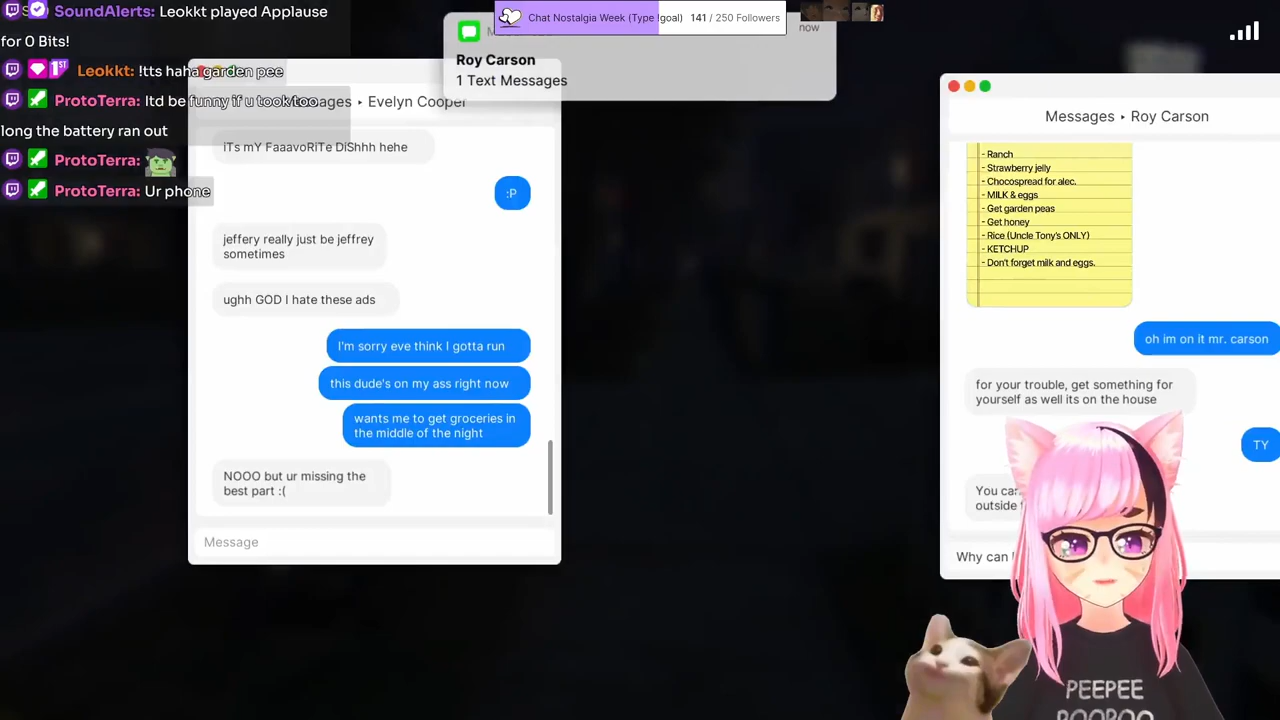 SoundAlerts: Leokkt played Applause
for 0 Bits!
Leokkt: !tts haha garden pee
ProtoTerra: Itd be funny if u took too
long the battery ran out
ProtoTerra:
ProtoTerra: Ur phone
Chat Nostalgia Week (Type !goal) 141 / 250 Followers
now
Roy Carson
1 Text Messages
Evelyn Cooper
iTs mY FaaavoRiTe DiShhh hehe
:P
jeffery really just be jeffrey
sometimes
ughh GOD I hate these ads
I'm sorry eve think I gotta run
this dude's on my ass right now
wants me to get groceries in
the middle of the night
NOOO but ur missing the
best part :(
Message
Messages ▸ Roy Carson
- Ranch
- Strawberry jelly
- Chocospread for alec.
- MILK & eggs
- Get garden peas
- Get honey
- Rice (Uncle Tony's ONLY)
- KETCHUP
- Don't forget milk and eggs.
oh im on it mr. carson
for your trouble, get something for
yourself as well its on the house
TY
You can
outside
Why can
PEEPEE
POOPOO